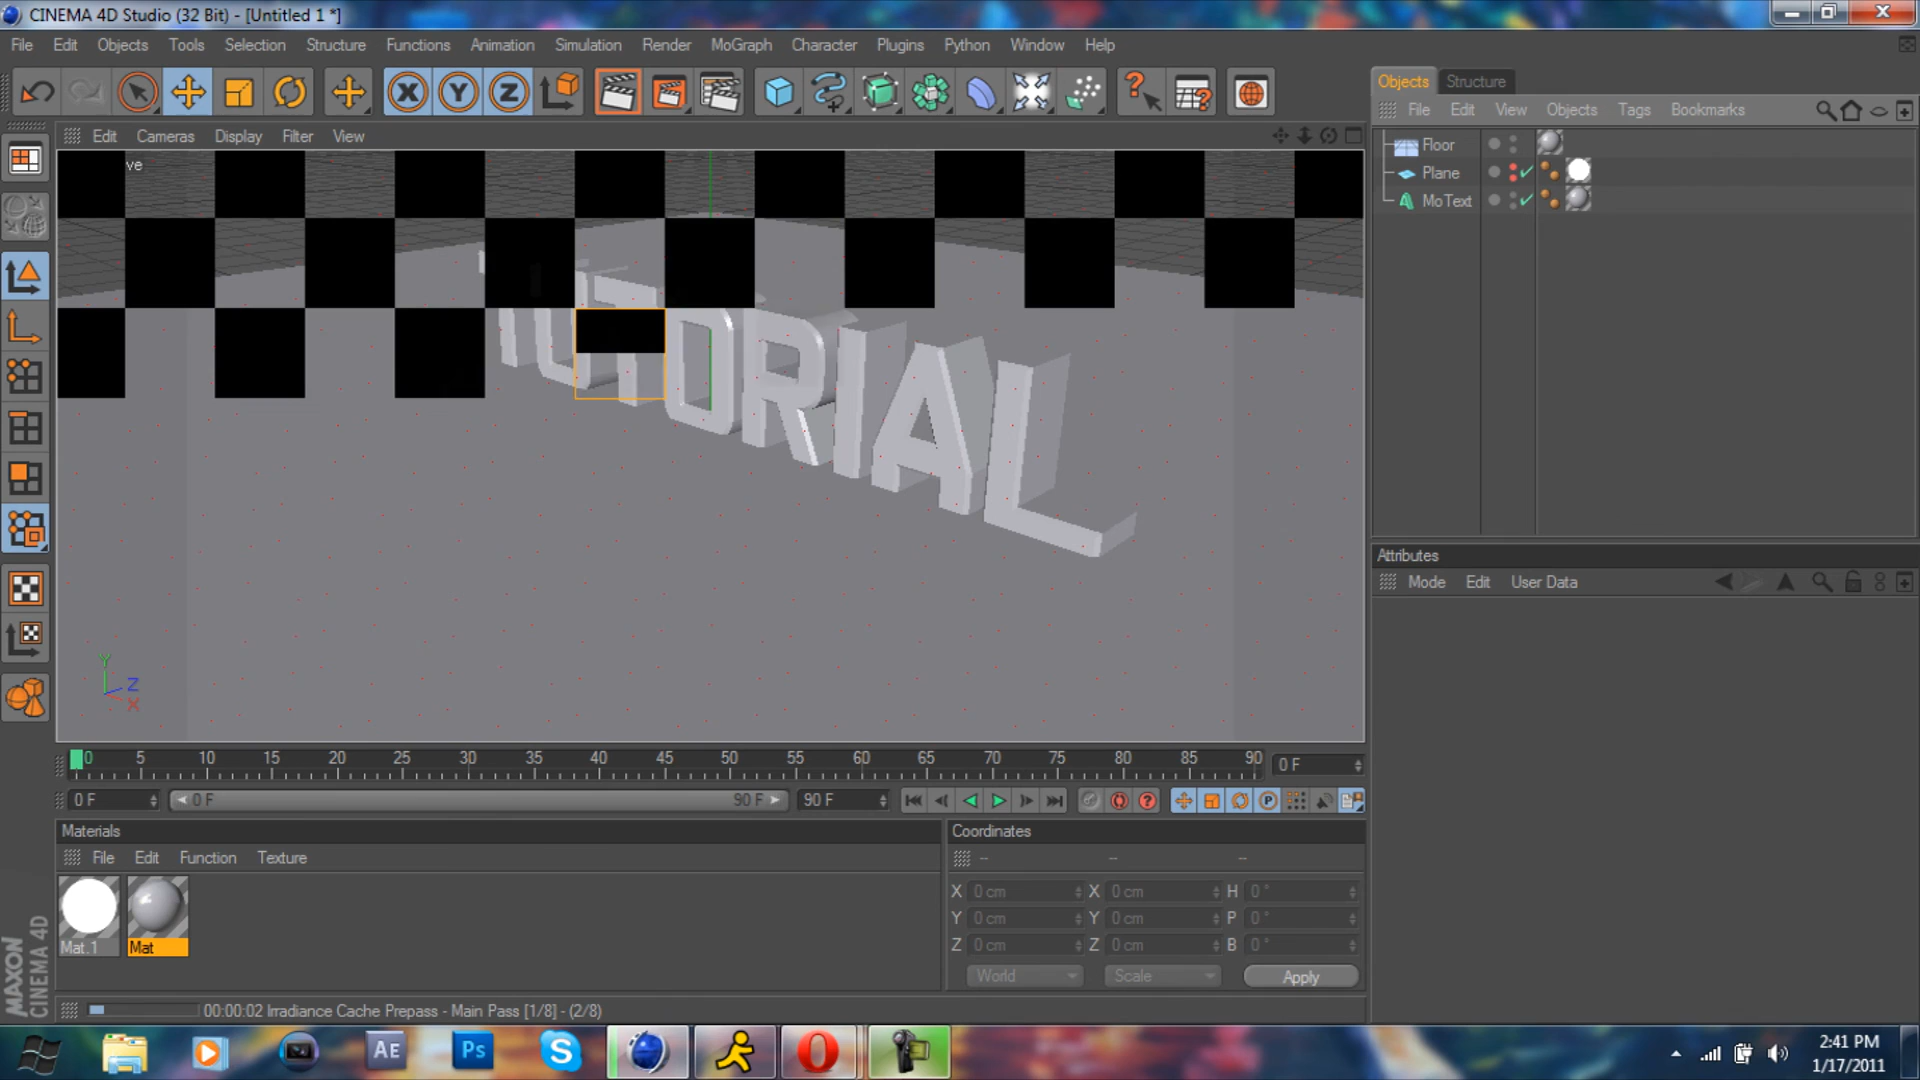 CINEMA 4D Studio (32 Bit) - [Untitled 1 *]
File Edit Objects Tools Selection Structure Functions Animation Simulation Render MoGraph Character Plugins Python Window Help
X Y Z
Objects Structure
File Edit View Objects Tags Bookmarks
Edit Cameras Display Filter View
ve
Floor
Plane
MoText
TUTORIAL
Attributes
Mode Edit User Data
Y
Z
X
0 5 10 15 20 25 30 35 40 45 50 55 60 65 70 75 80 85 90 0 F
0 F 0 F 90 F 90 F P
Materials
File Edit Function Texture
Mat.1 Mat
Coordinates
-- -- --
X 0 cm X 0 cm H 0 °
Y 0 cm Y 0 cm P 0 °
Z 0 cm Z 0 cm B 0 °
World Scale Apply
MAXON
CINEMA 4D
00:00:02 Irradiance Cache Prepass - Main Pass [1/8] - (2/8)
AE Ps
2:41 PM
1/17/2011